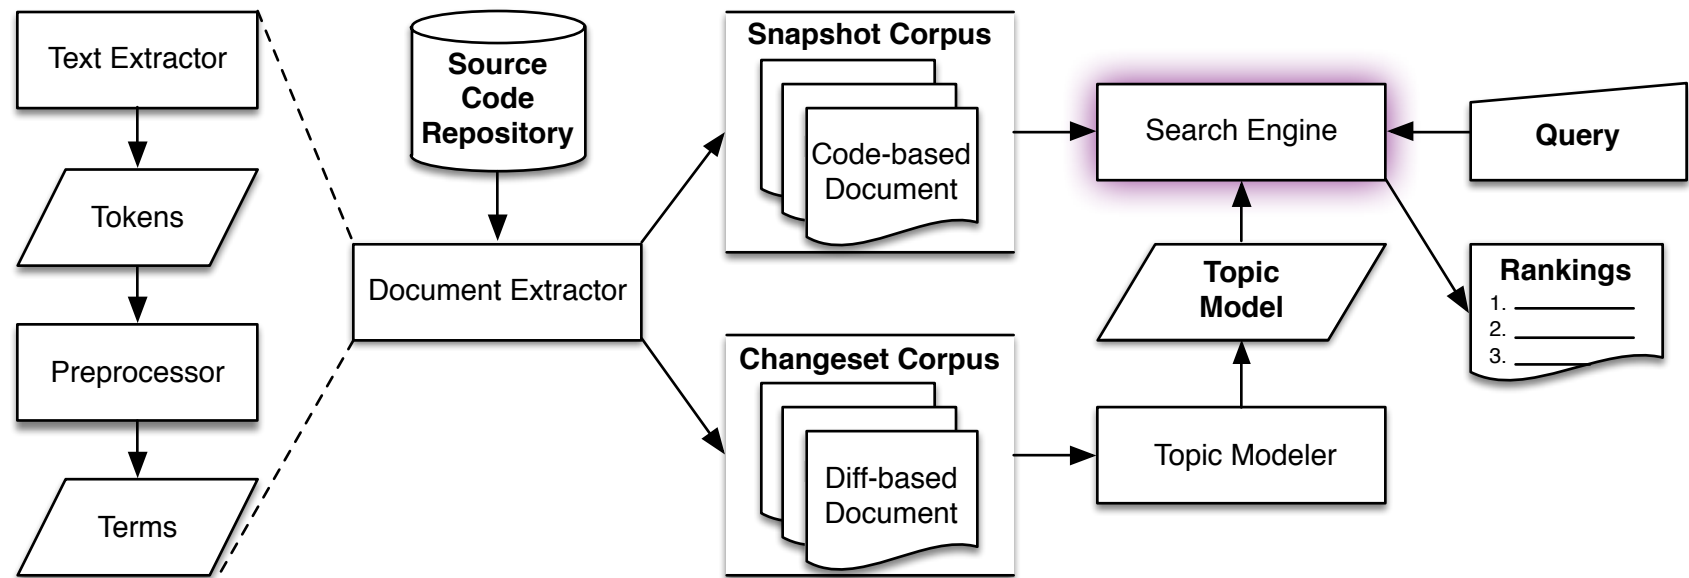 Text Extractor
Tokens
Preprocessor
Terms
Source
Code
Repository
Document Extractor
Snapshot Corpus
Code-based
Document
Changeset Corpus
Diff-based
Document
Search Engine
Topic
Model
Topic Modeler
Query
Rankings
1.
2.
3.